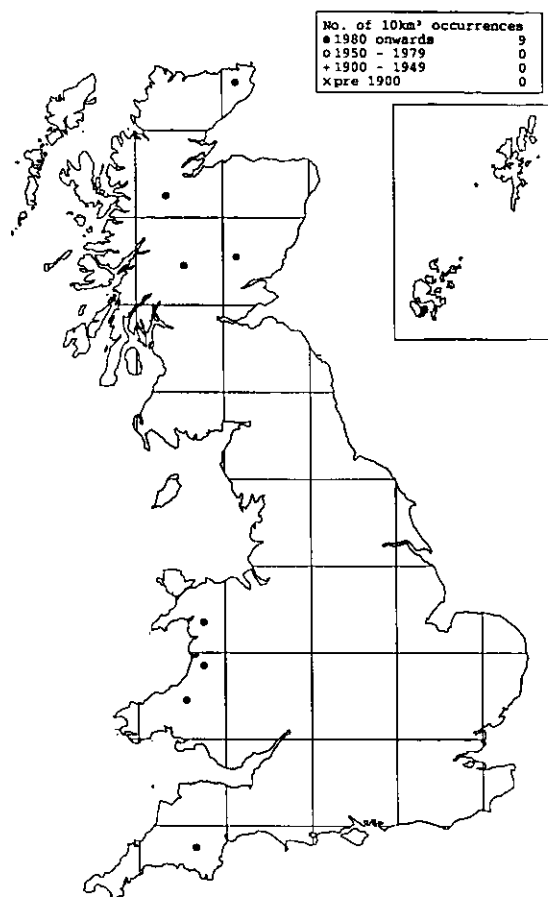 No. of 10km² occurrences
● 1980 onwards 9
o 1950 - 1979 0
+ 1900 - 1949 0
x pre 1900 0